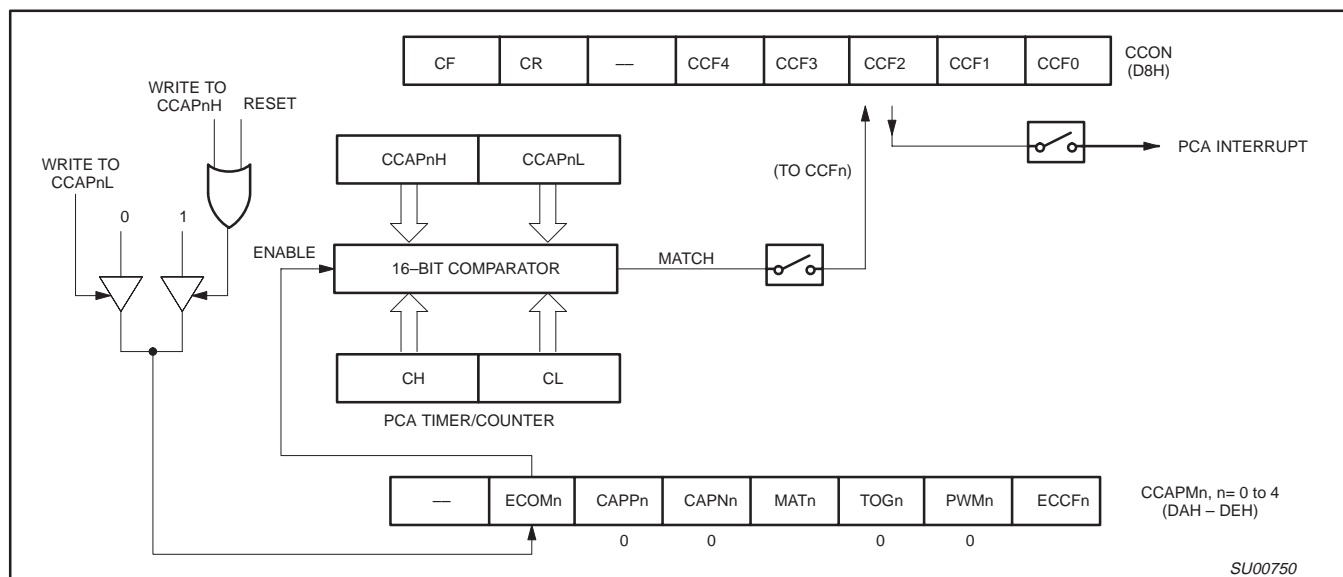 CF CR –– CCF4 CCF3 CCF2 CCF1 CCF0
CCON
(D8H)
WRITE TO
CCAPnH
RESET
CCAPnH CCAPnL
(TO CCFn)
PCA INTERRUPT
WRITE TO
CCAPnL
0 1
ENABLE
16–BIT COMPARATOR
MATCH
CH CL
PCA TIMER/COUNTER
–– ECOMn CAPPn CAPNn MATn TOGn PWMn ECCFn
CCAPMn, n= 0 to 4
(DAH – DEH)
0 0 0 0
SU00750